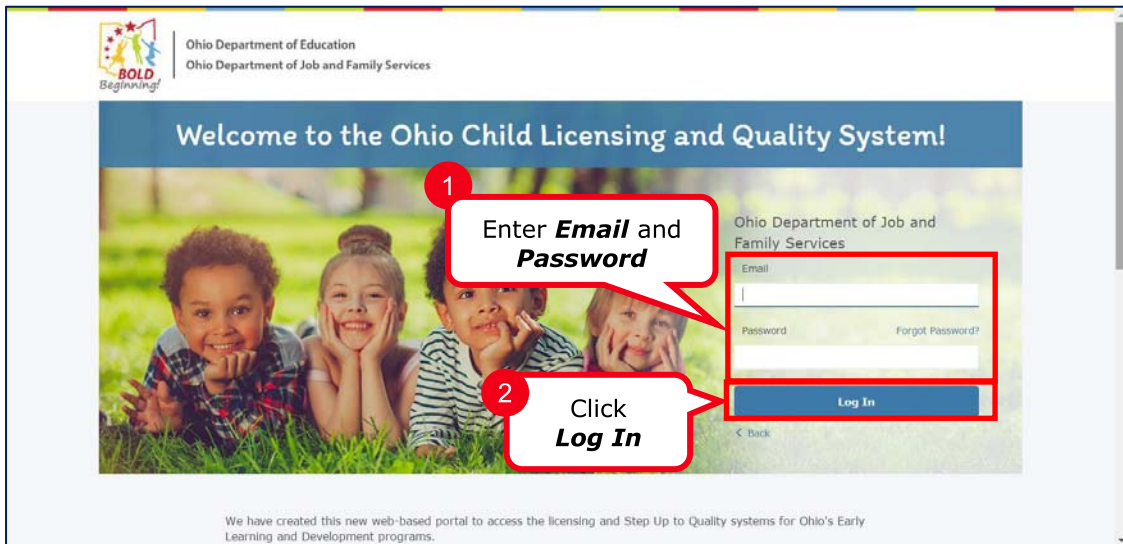 BOLD
Beginning!
Ohio Department of Education
Ohio Department of Job and Family Services
Welcome to the Ohio Child Licensing and Quality System!
1
Enter Email and
Password
Ohio Department of Job and
Family Services
Email
Password Forgot Password?
2
Click
Log In
Log In
< Back
We have created this new web-based portal to access the licensing and Step Up to Quality systems for Ohio's Early
Learning and Development programs.